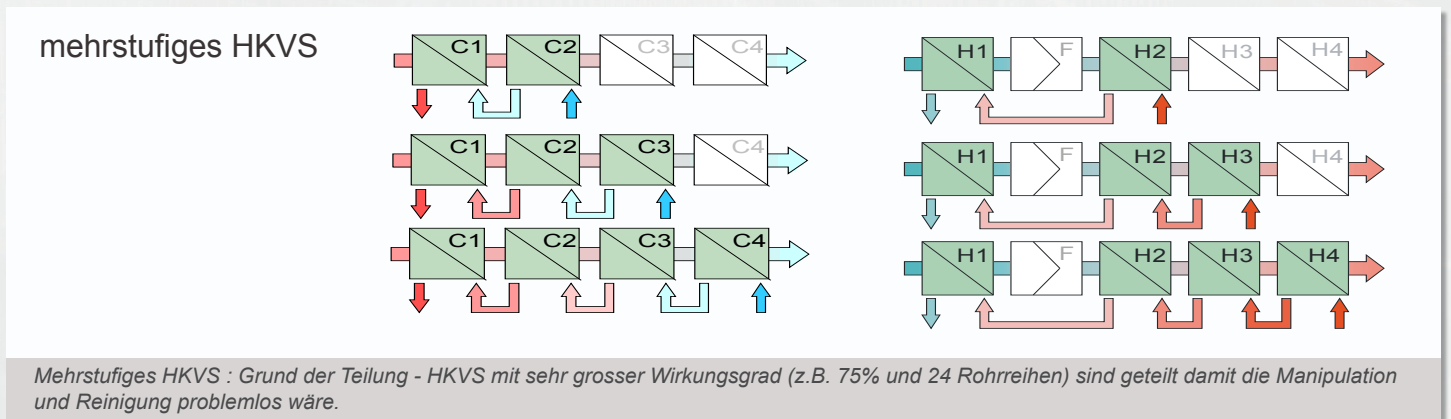 mehrstufiges HKVS
C1 C2 C3 C4
H1 F H2 H3 H4
C1 C2 C3 C4
H1 F H2 H3 H4
C1 C2 C3 C4
H1 F H2 H3 H4
Mehrstufiges HKVS : Grund der Teilung - HKVS mit sehr grosser Wirkungsgrad (z.B. 75% und 24 Rohrreihen) sind geteilt damit die Manipulation
und Reinigung problemlos wäre.